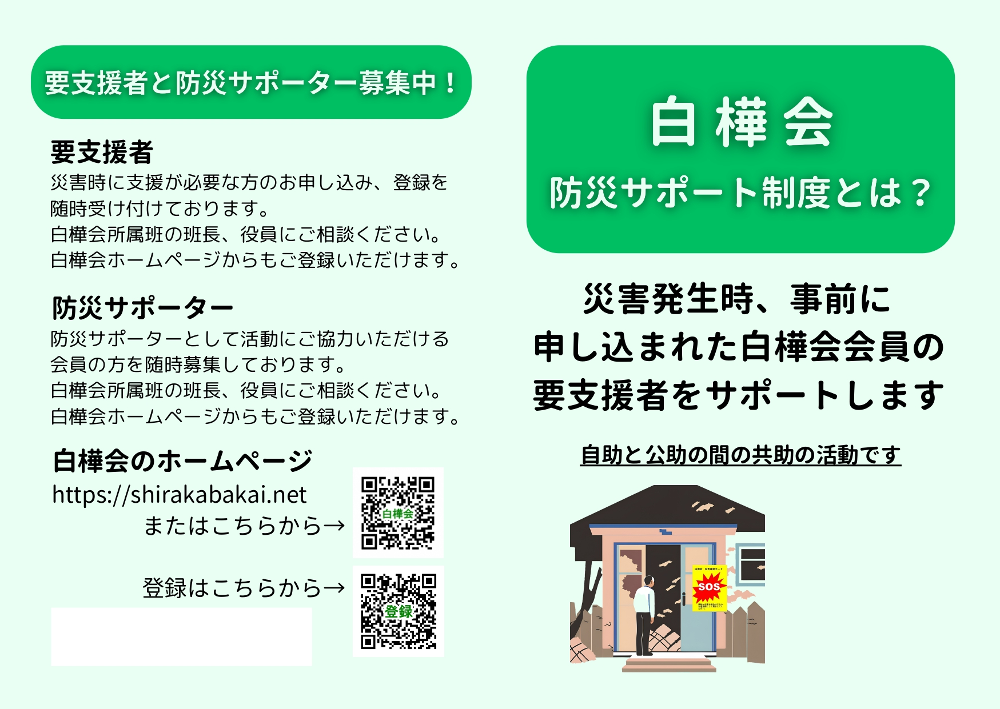 要支援者と防災サポーター募集中！
要支援者
災害時に支援が必要な方のお申し込み、登録を
随時受け付けております。
白樺会所属班の班長、役員にご相談ください。
白樺会ホームページからもご登録いただけます。
防災サポーター
防災サポーターとして活動にご協力いただける
会員の方を随時募集しております。
白樺会所属班の班長、役員にご相談ください。
白樺会ホームページからもご登録いただけます。
白樺会のホームページ
https://shirakabakai.net
またはこちらから→
白樺会
登録はこちらから→
登録
白樺会
防災サポート制度とは？
災害発生時、事前に
申し込まれた白樺会会員の
要支援者をサポートします
自助と公助の間の共助の活動です
SOS